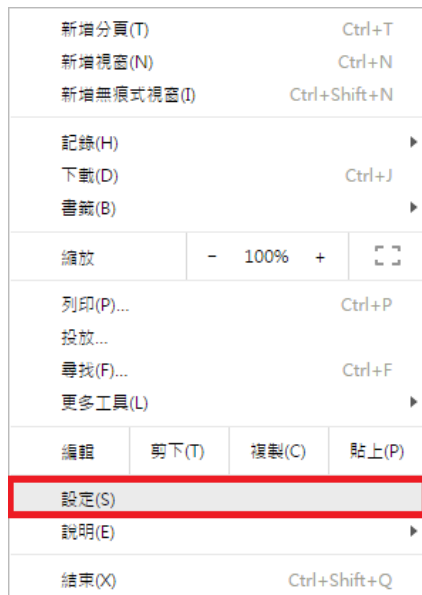 新增分頁(T) Ctrl+T
新增視窗(N) Ctrl+N
新增無痕式視窗(I) Ctrl+Shift+N
記錄(H)
下載(D) Ctrl+J
書籤(B)
縮放 - 100% +
列印(P)... Ctrl+P
投放...
尋找(F)... Ctrl+F
更多工具(L)
編輯 剪下(T) 複製(C) 貼上(P)
設定(S)
說明(E)
結束(X) Ctrl+Shift+Q